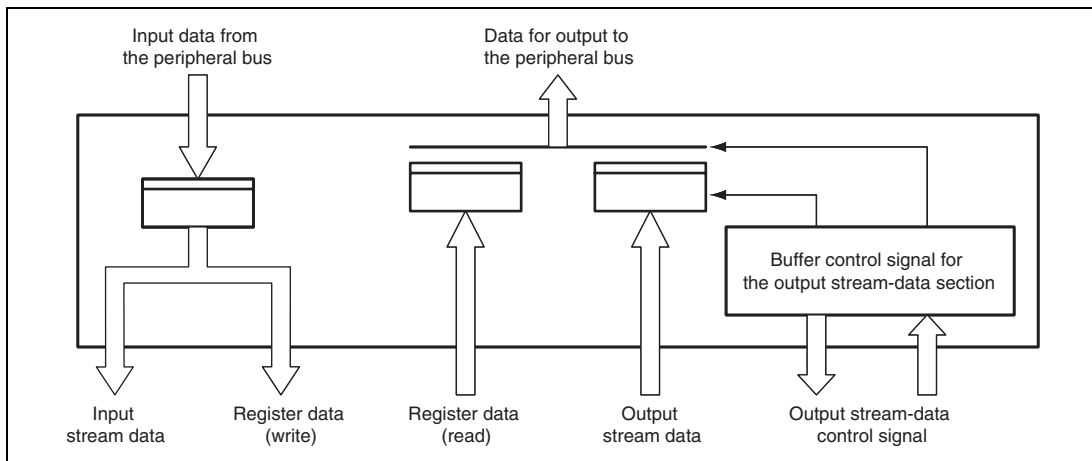 Input data from
the peripheral bus
Data for output to
the peripheral bus
Buffer control signal for
the output stream-data section
Input
stream data
Register data
(write)
Register data
(read)
Output
stream data
Output stream-data
control signal